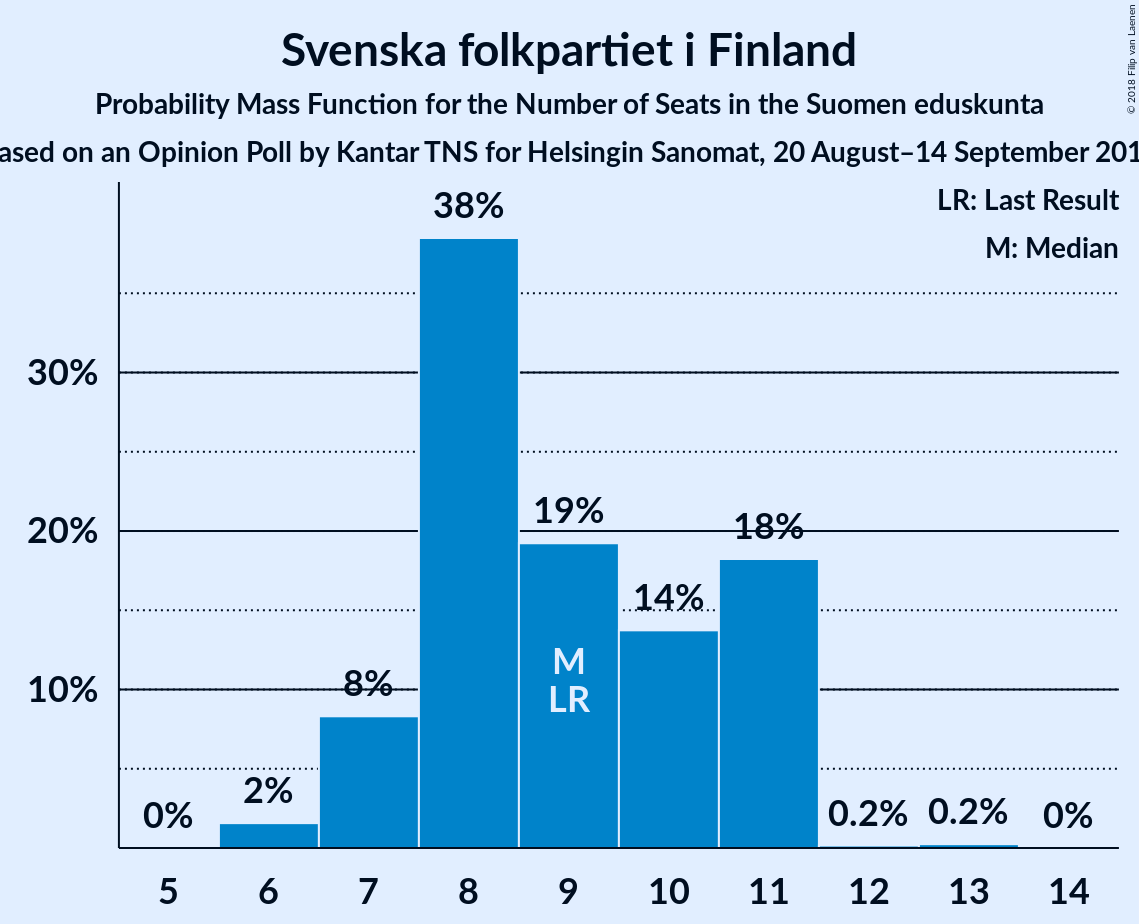 Svenska folkpartiet i Finland
Probability Mass Function for the Number of Seats in the Suomen eduskunta
ased on an Opinion Poll by Kantar TNS for Helsingin Sanomat, 20 August–14 September 201
© 2018 Filip van Laenen
LR: Last Result
M: Median
38%
30%
20%
19%
18%
14%
M
LR
10%
8%
2%
0%
0.2%
0.2%
0%
5 6 7 8 9 10 11 12 13 14